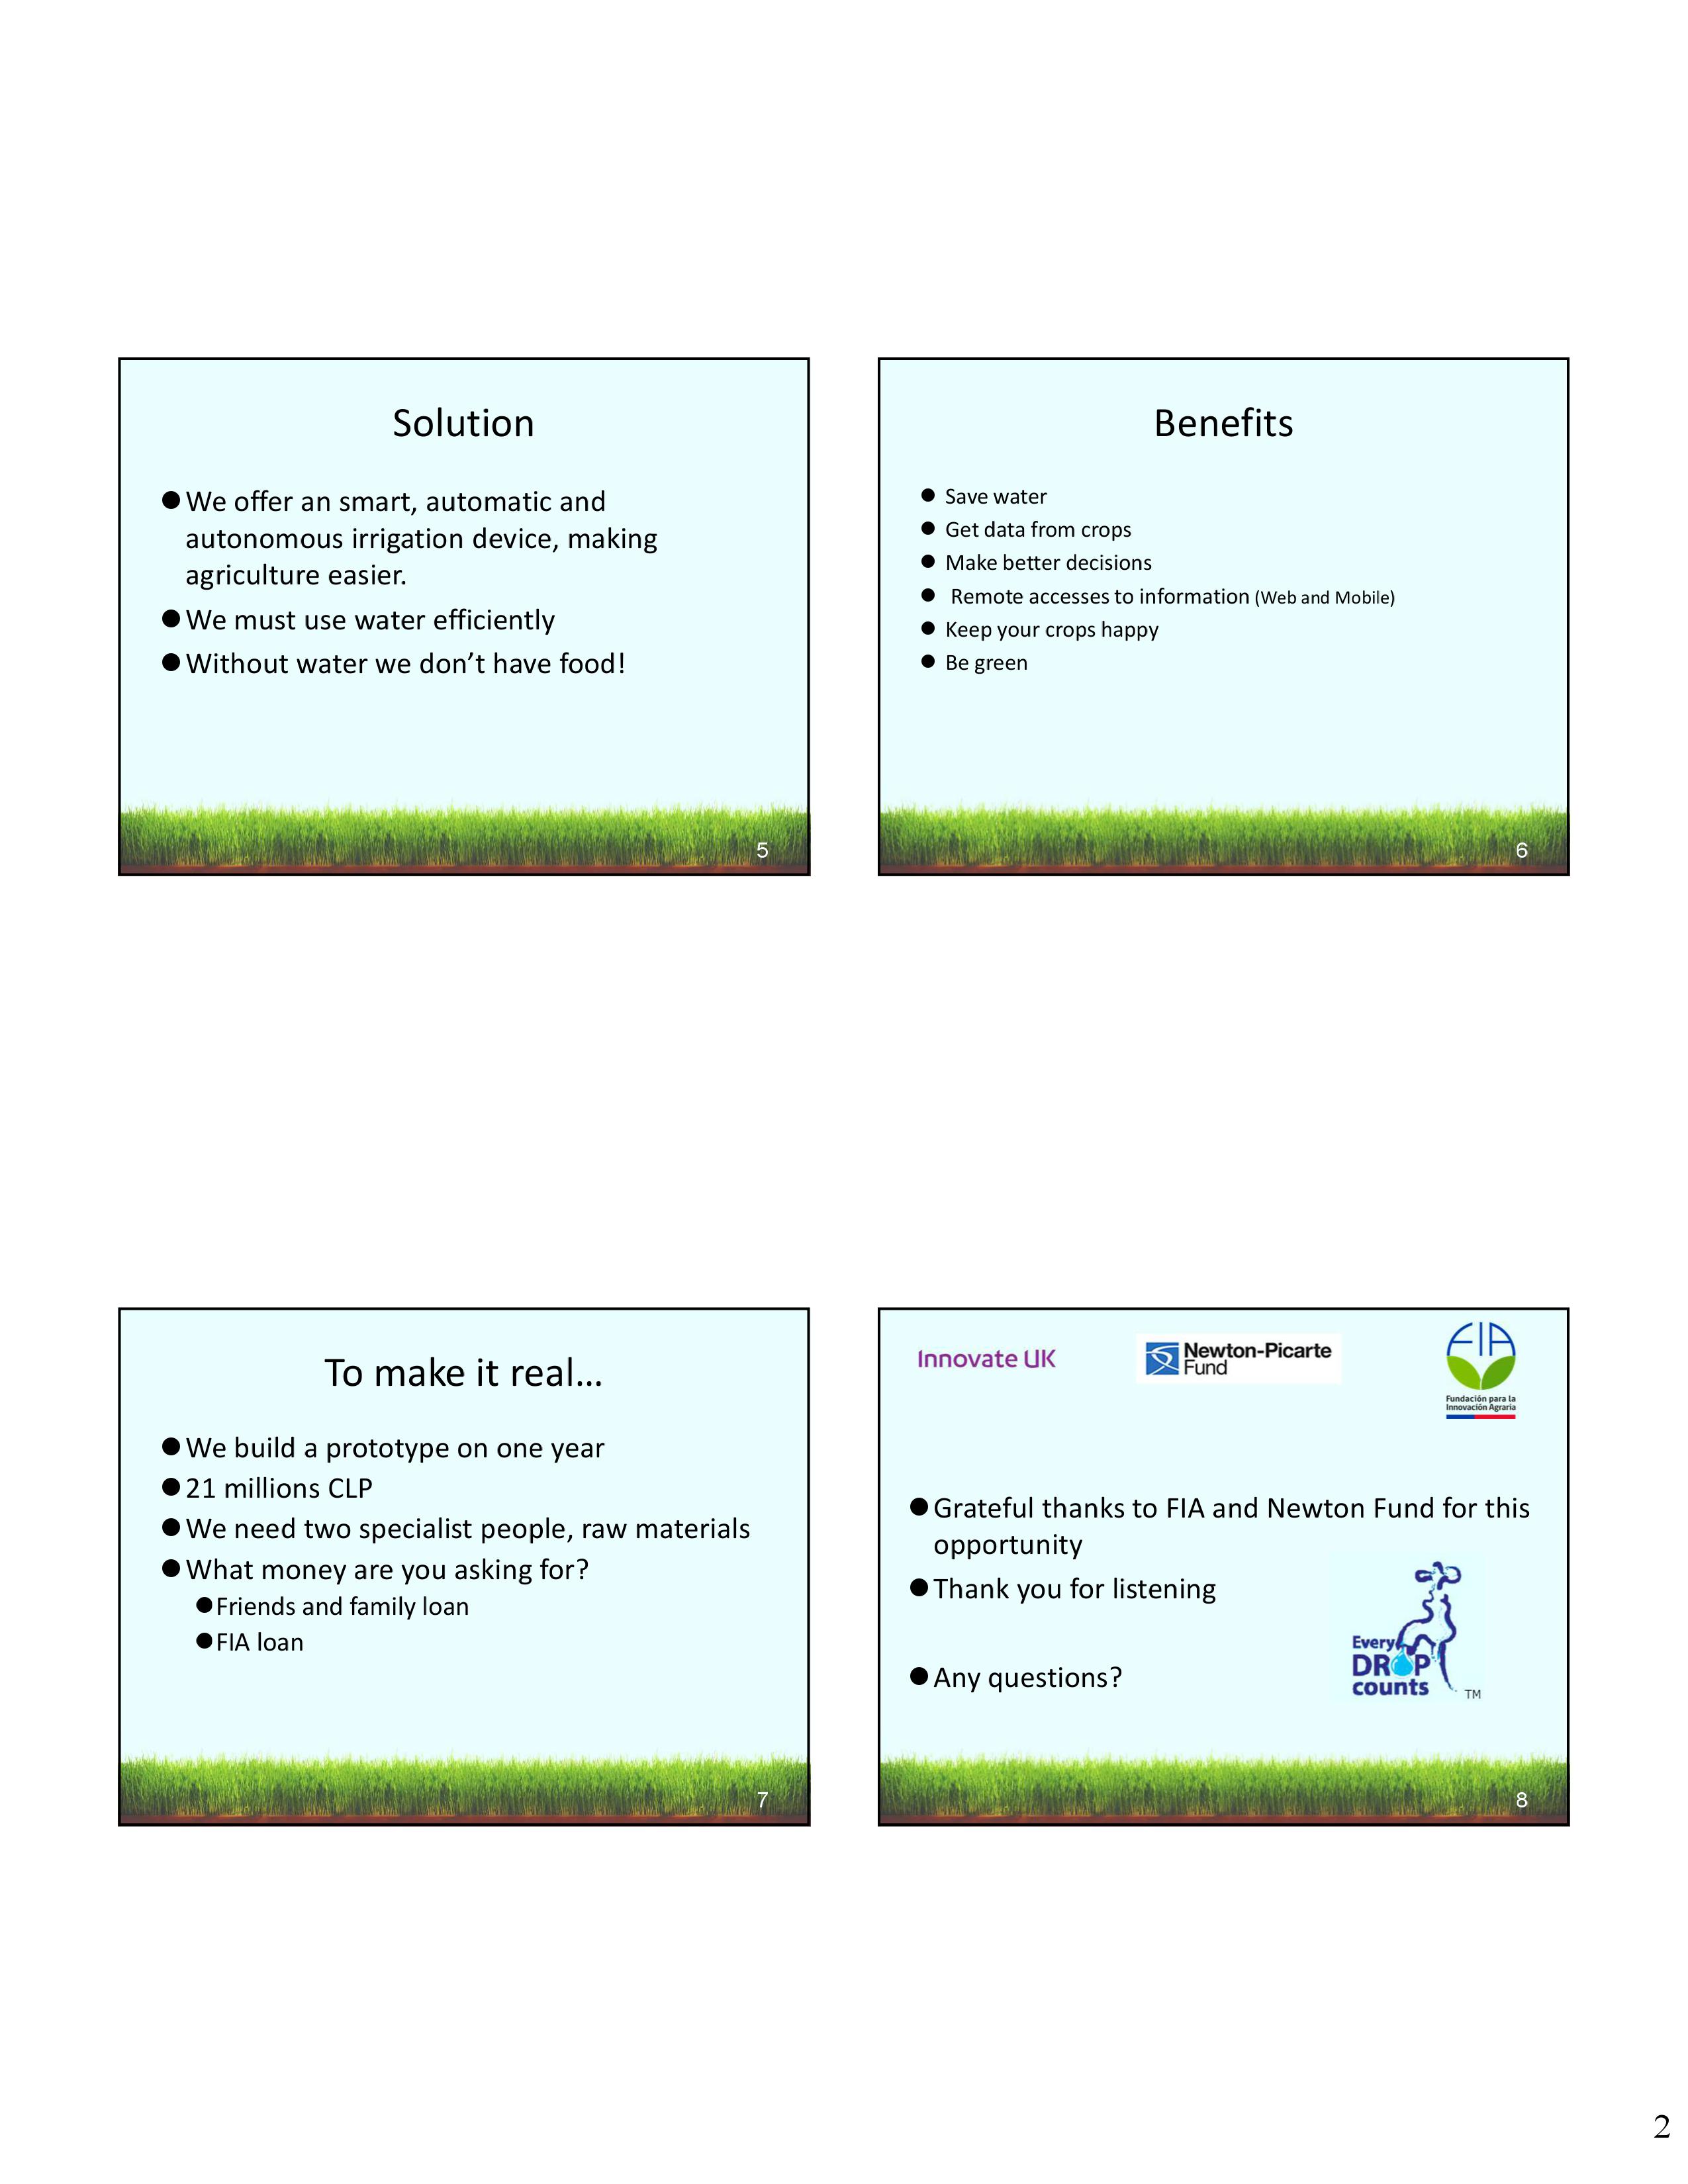 Solution
● We offer an smart, automatic and
autonomous irrigation device, making
agriculture easier.
● We must use water efficiently
● Without water we don’t have food!
5
Benefits
● Save water
● Get data from crops
● Make better decisions
● Remote accesses to information (Web and Mobile)
● Keep your crops happy
● Be green
6
To make it real...
● We build a prototype on one year
● 21 millions CLP
● We need two specialist people, raw materials
● What money are you asking for?
● Friends and family loan
● FIA loan
7
Innovate UK
Newton-Picarte
Fund
FIA
Fundación para la
Innovación Agraria
● Grateful thanks to FIA and Newton Fund for this
opportunity
● Thank you for listening
● Any questions?
Every
DROP
counts
TM
8
2